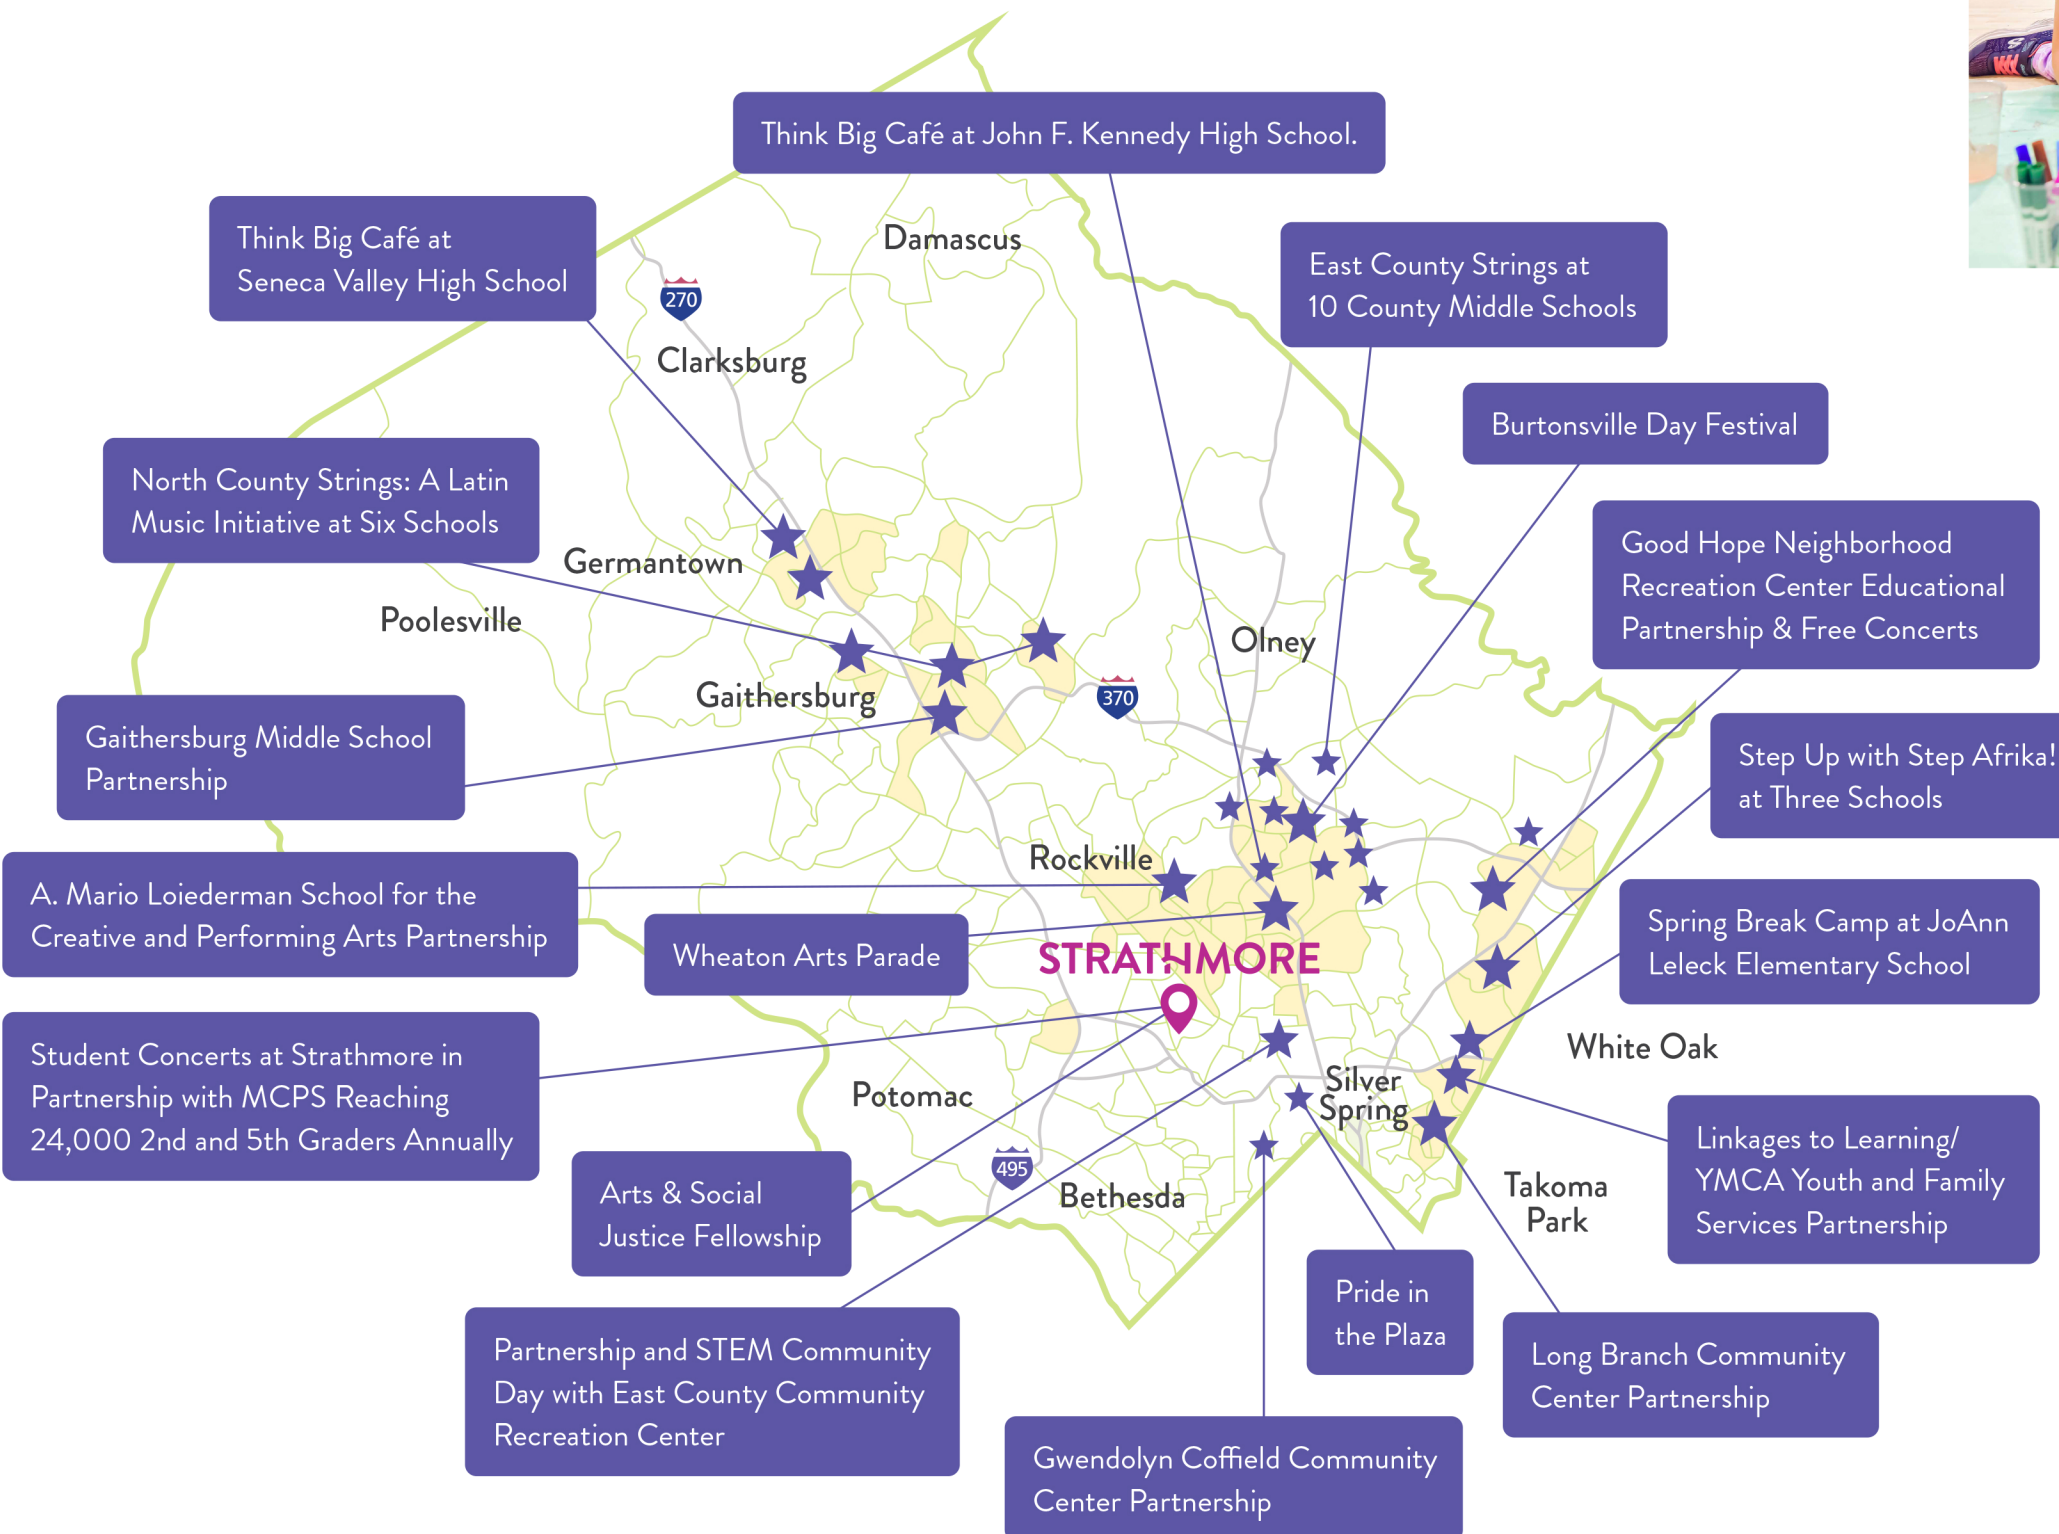 Think Big Café at John F. Kennedy High School.
Think Big Café at
Seneca Valley High School
Damascus
East County Strings at
10 County Middle Schools
270
Clarksburg
Burtonsville Day Festival
North County Strings: A Latin
Music Initiative at Six Schools
Germantown
Good Hope Neighborhood
Recreation Center Educational
Partnership & Free Concerts
Poolesville
Olney
Gaithersburg
370
Gaithersburg Middle School
Partnership
Step Up with Step Afrika!
at Three Schools
Rockville
A. Mario Loiederman School for the
Creative and Performing Arts Partnership
Wheaton Arts Parade
STRATHMORE
Spring Break Camp at JoAnn
Leleck Elementary School
White Oak
Student Concerts at Strathmore in
Partnership with MCPS Reaching
24,000 2nd and 5th Graders Annually
Potomac
Silver
Spring
Linkages to Learning/
YMCA Youth and Family
Services Partnership
495
Bethesda
Takoma
Park
Arts & Social
Justice Fellowship
Pride in
the Plaza
Partnership and STEM Community
Day with East County Community
Recreation Center
Long Branch Community
Center Partnership
Gwendolyn Coffield Community
Center Partnership